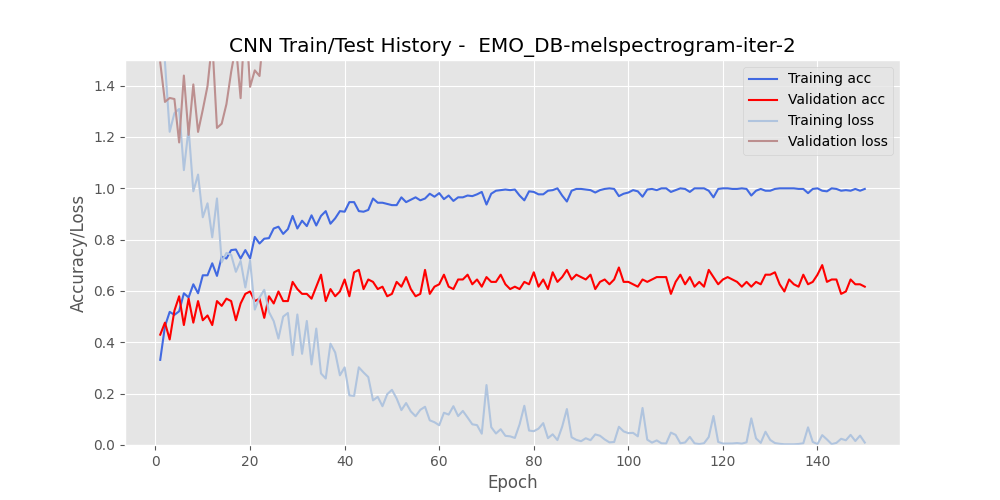 CNN Train/Test History -  EMO_DB-melspectrogram-iter-2
1.4
1.2
1.0
0.8
0.6
0.4
0.2
0.0
Accuracy/Loss
Training acc
Validation acc
Training loss
Validation loss
0 20 40 60 80 100 120 140
Epoch